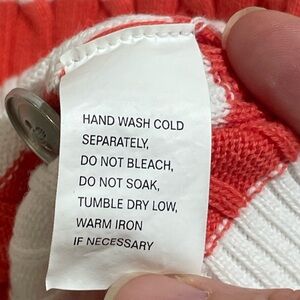 HAND WASH COLD
SEPARATELY,
DO NOT BLEACH,
DO NOT SOAK,
TUMBLE DRY LOW,
WARM IRON
IF NECESSARY